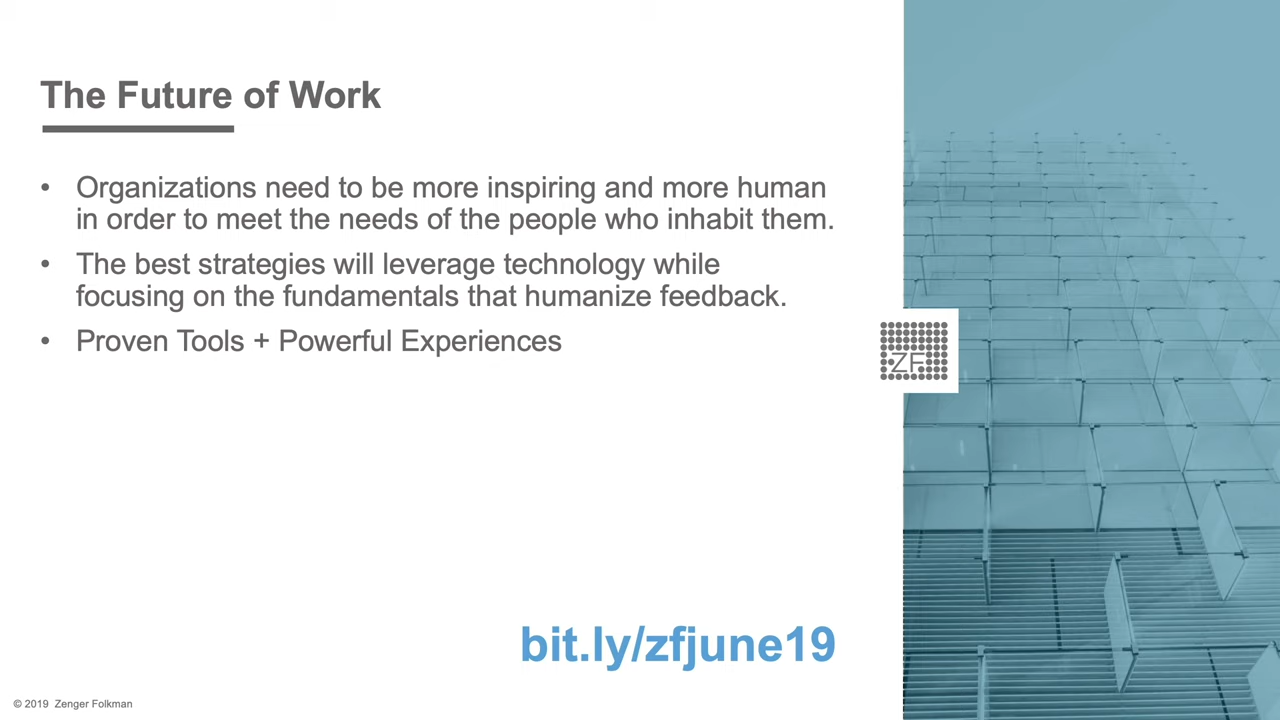 The Future of Work
• Organizations need to be more inspiring and more human
in order to meet the needs of the people who inhabit them.
• The best strategies will leverage technology while
focusing on the fundamentals that humanize feedback.
• Proven Tools + Powerful Experiences
ZF
bit.ly/zfjune19
© 2019 Zenger Folkman